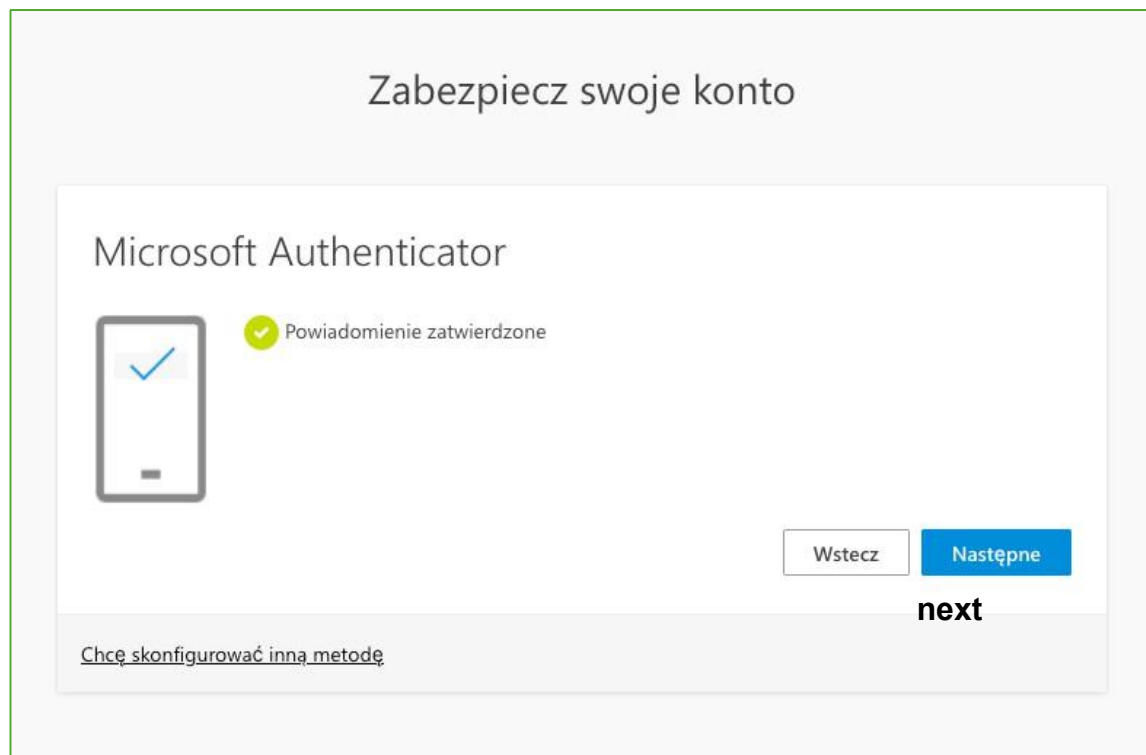 Zabezpiecz swoje konto
Microsoft Authenticator
Powiadomienie zatwierdzone
Wstecz
Następne
next
Chcę skonfigurować inną metodę